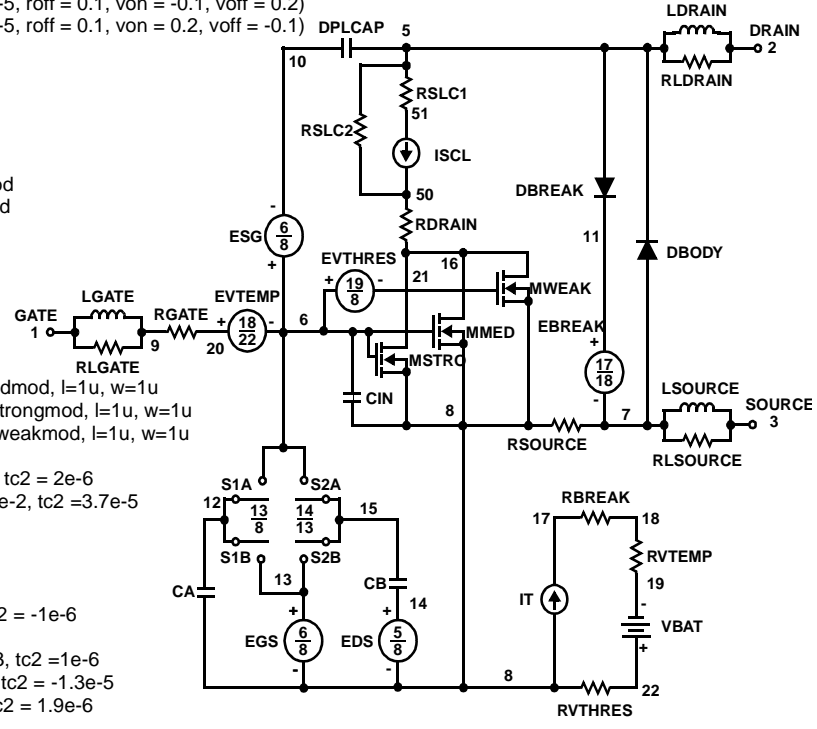 -5, roff = 0.1, von = -0.1, voff = 0.2)
-5, roff = 0.1, von = 0.2, voff = -0.1)
LDRAIN
DRAIN
2
RLDRAIN
DPLCAP
5
10
RSLC1
51
RSLC2
ISCL
50
RDRAIN
od
d
DBREAK
11
DBODY
ESG
6
8
-
+
EVTHRES
+
19
8
-
21
16
MWEAK
LGATE
GATE
1
RLGATE
9
RGATE
20
EVTEMP
+
18
22
-
6
MMED
MSTRO
EBREAK
+
17
18
-
CIN
8
RSOURCE
7
LSOURCE
SOURCE
3
RLSOURCE
dmod, l=1u, w=1u
trongmod, l=1u, w=1u
weakmod, l=1u, w=1u
tc2 = 2e-6
e-2, tc2 =3.7e-5
2 = -1e-6
3, tc2 =1e-6
tc2 = -1.3e-5
c2 = 1.9e-6
S1A
S2A
12
13
8
14
13
15
S1B
S2B
13
CA
CB
14
+
EGS
6
8
-
+
EDS
5
8
-
8
RBREAK
17
18
RVTEMP
19
IT
-
VBAT
+
22
RVTHRES